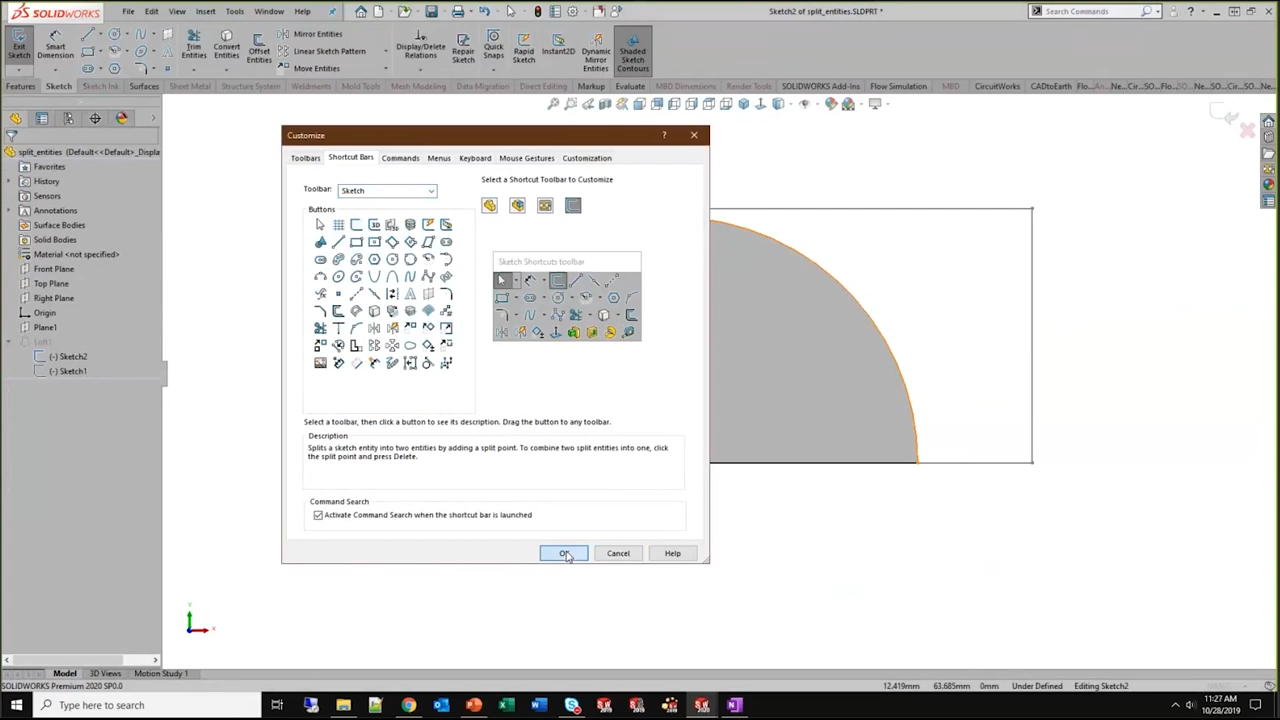 SOLIDWORKS File Edit View Insert Tools Window Help Sketch2 of split_entities.SLDPRT * Search Commands
Exit Sketch Smart Dimension Trim Entities Convert Entities Offset Entities Mirror Entities Display/Delete Relations Repair Sketch Quick Snaps Rapid Sketch Instant2D Dynamic Mirror Entities Shaded Sketch Contours
Linear Sketch Pattern
Move Entities
Features Sketch Sketch Ink Surfaces Sheet Metal Structure System Weldments Mold Tools Mesh Modeling Data Migration Direct Editing Markup Evaluate MBD Dimensions Render Tools SOLIDWORKS Add-Ins Flow Simulation MBD CircuitWorks CADtoEarth
split_entities (Default<<Default>_Displa
Favorites
History
Sensors
Annotations
Surface Bodies
Solid Bodies
Material <not specified>
Front Plane
Top Plane
Right Plane
Origin
Plane1
Loft1
(-) Sketch2
(-) Sketch1
Customize ?
Toolbars Shortcut Bars Commands Menus Keyboard Mouse Gestures Customization
Toolbar: Sketch
Select a Shortcut Toolbar to Customize
Buttons
Sketch Shortcuts toolbar
Select a toolbar, then click a button to see its description. Drag the button to any toolbar.
Description
Splits a sketch entity into two entities by adding a split point. To combine two split entities into one, click
the split point and press Delete.
Command Search
Activate Command Search when the shortcut bar is launched
OK Cancel Help
Y
X
Model 3D Views Motion Study 1
SOLIDWORKS Premium 2020 SP0.0 12.419mm 63.685mm 0mm Under Defined Editing Sketch2
Type here to search
11:27 AM
10/28/2019